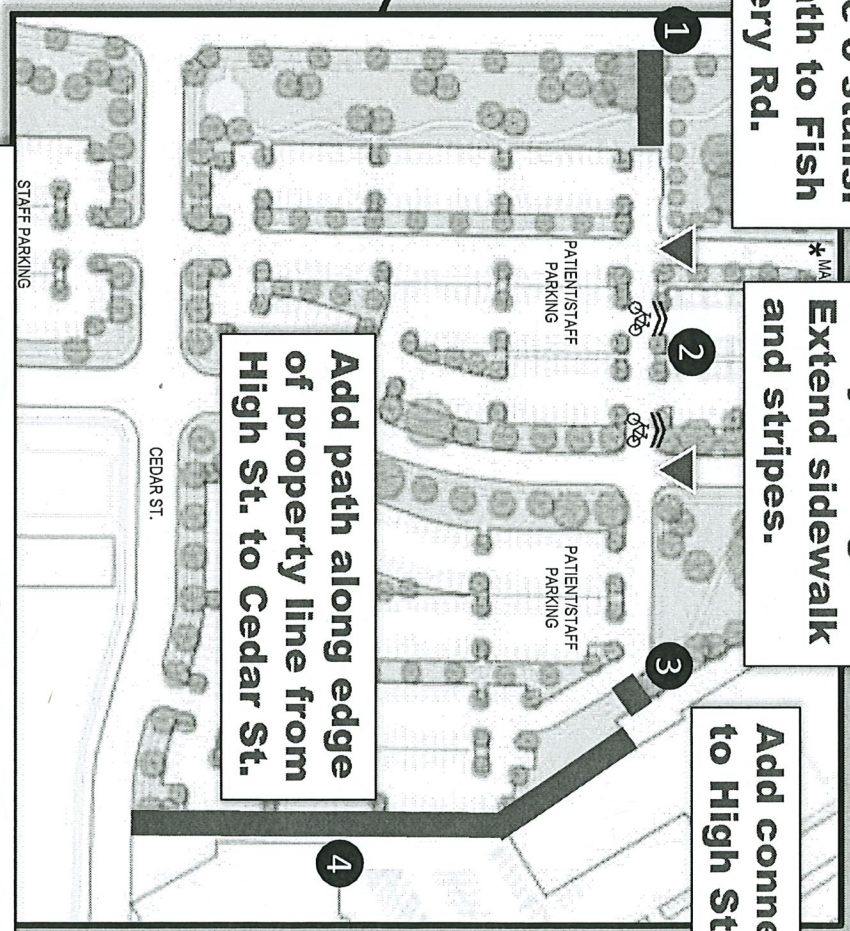 ath to Fish
ery Rd.
Extend sidewalk
and stripes.
Add conne
to High St
* MA
1
2
3
4
PATIENT/STAFF
PARKING
PATIENT/STAFF
PARKING
Add path along edge
of property line from
High St. to Cedar St.
CEDAR ST.
STAFF PARKING